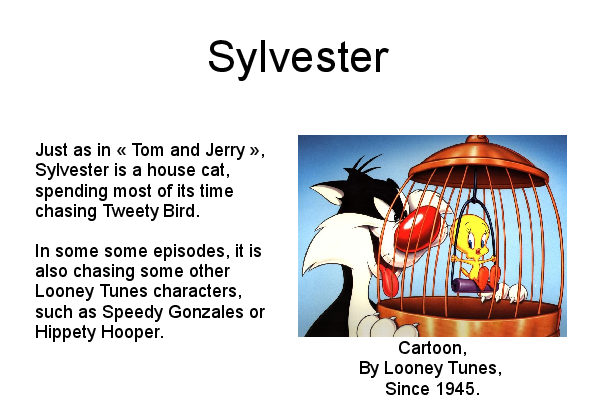 Sylvester
Just as in « Tom and Jerry »,
Sylvester is a house cat,
spending most of its time
chasing Tweety Bird.
In some some episodes, it is
also chasing some other
Looney Tunes characters,
such as Speedy Gonzales or
Hippety Hooper.
Cartoon,
By Looney Tunes,
Since 1945.